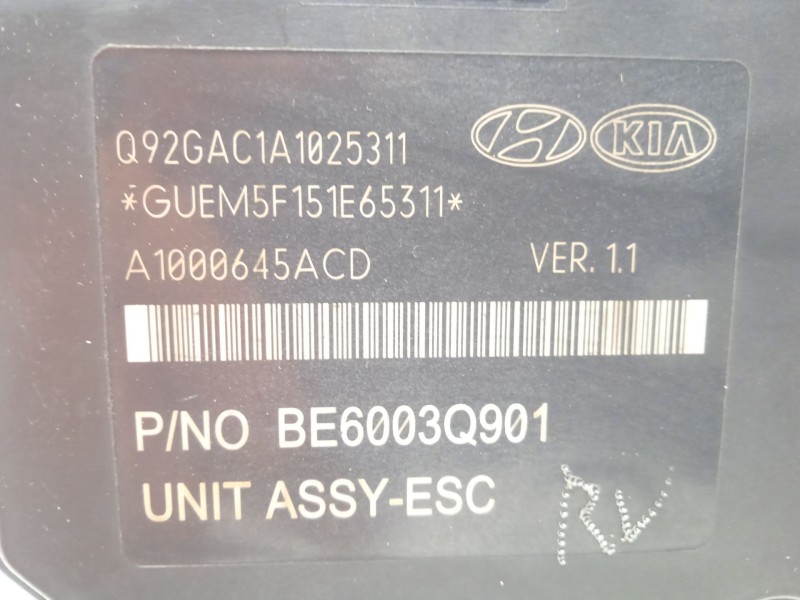 Q92GAC1A1025311
*GUEM5F151E65311*
KIA
A1000645ACD VER. 1.1
P/NO BE6003Q901
UNIT ASSY-ESC